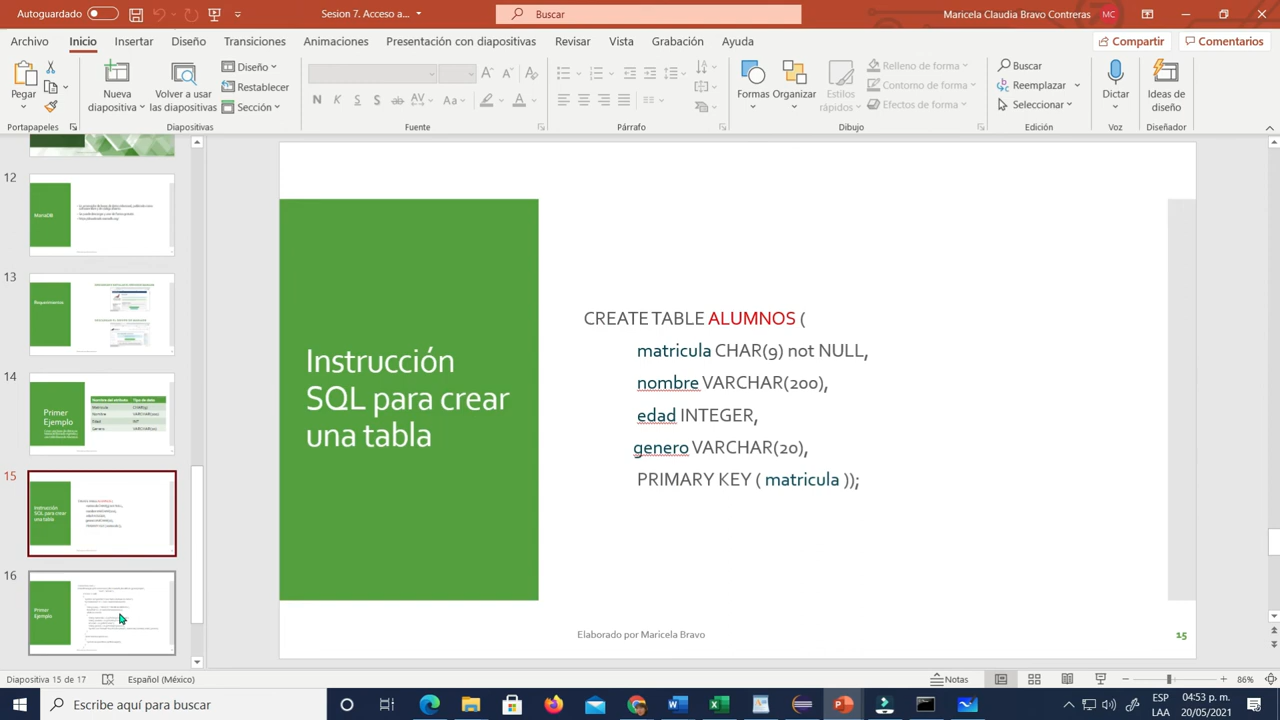 Autoguardado
Sesión 7. Acceso a...
Buscar
Maricela Claudia Bravo Contreras
MC
Archivo Inicio Insertar Diseño Transiciones Animaciones Presentación con diapositivas Revisar Vista Grabación Ayuda
Compartir
Comentarios
Pegar
Nueva diapositiva
Volver a usar las diapositivas
Diseño
Restablecer
Sección
Formas
Organizar
Estilos rápidos
Relleno de forma
Contorno de forma
Efectos de forma
Buscar
Reemplazar
Seleccionar
Dictar
Ideas de diseño
Portapapeles
Diapositivas
Fuente
Párrafo
Dibujo
Edición
Voz
Diseñador
12
MariaDB
13
Requerimientos
14
Primer
Ejemplo
15
Instrucción
SQL para crear
una tabla
16
Primer
Ejemplo
Instrucción
SQL para crear
una tabla
CREATE TABLE ALUMNOS (
matricula CHAR(9) not NULL,
nombre VARCHAR(200),
edad INTEGER,
genero VARCHAR(20),
PRIMARY KEY ( matricula ));
Elaborado por Maricela Bravo
15
Diapositiva 15 de 17
Español (México)
Notas
86%
Escribe aquí para buscar
ESP
LAA
04:53 p. m.
20/05/2021